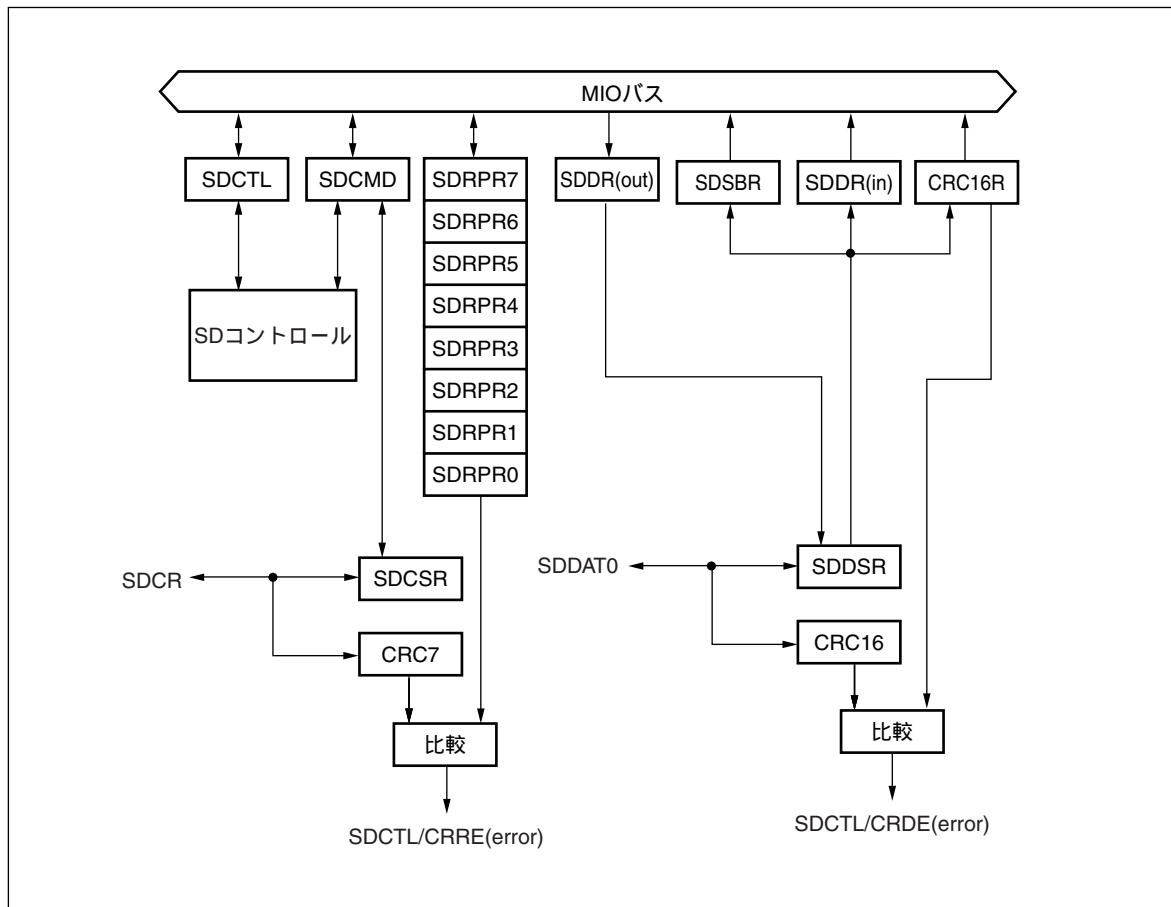 MIOバス
SDCTL
SDCMD
SDRPR7
SDDR(out)
SDSBR
SDDR(in)
CRC16R
SDRPR6
SDRPR5
SDRPR4
SDRPR3
SDRPR2
SDRPR1
SDRPR0
SDコントロール
SDCR
SDCSR
SDDAT0
SDDSR
CRC7
CRC16
比較
比較
SDCTL/CRRE(error)
SDCTL/CRDE(error)